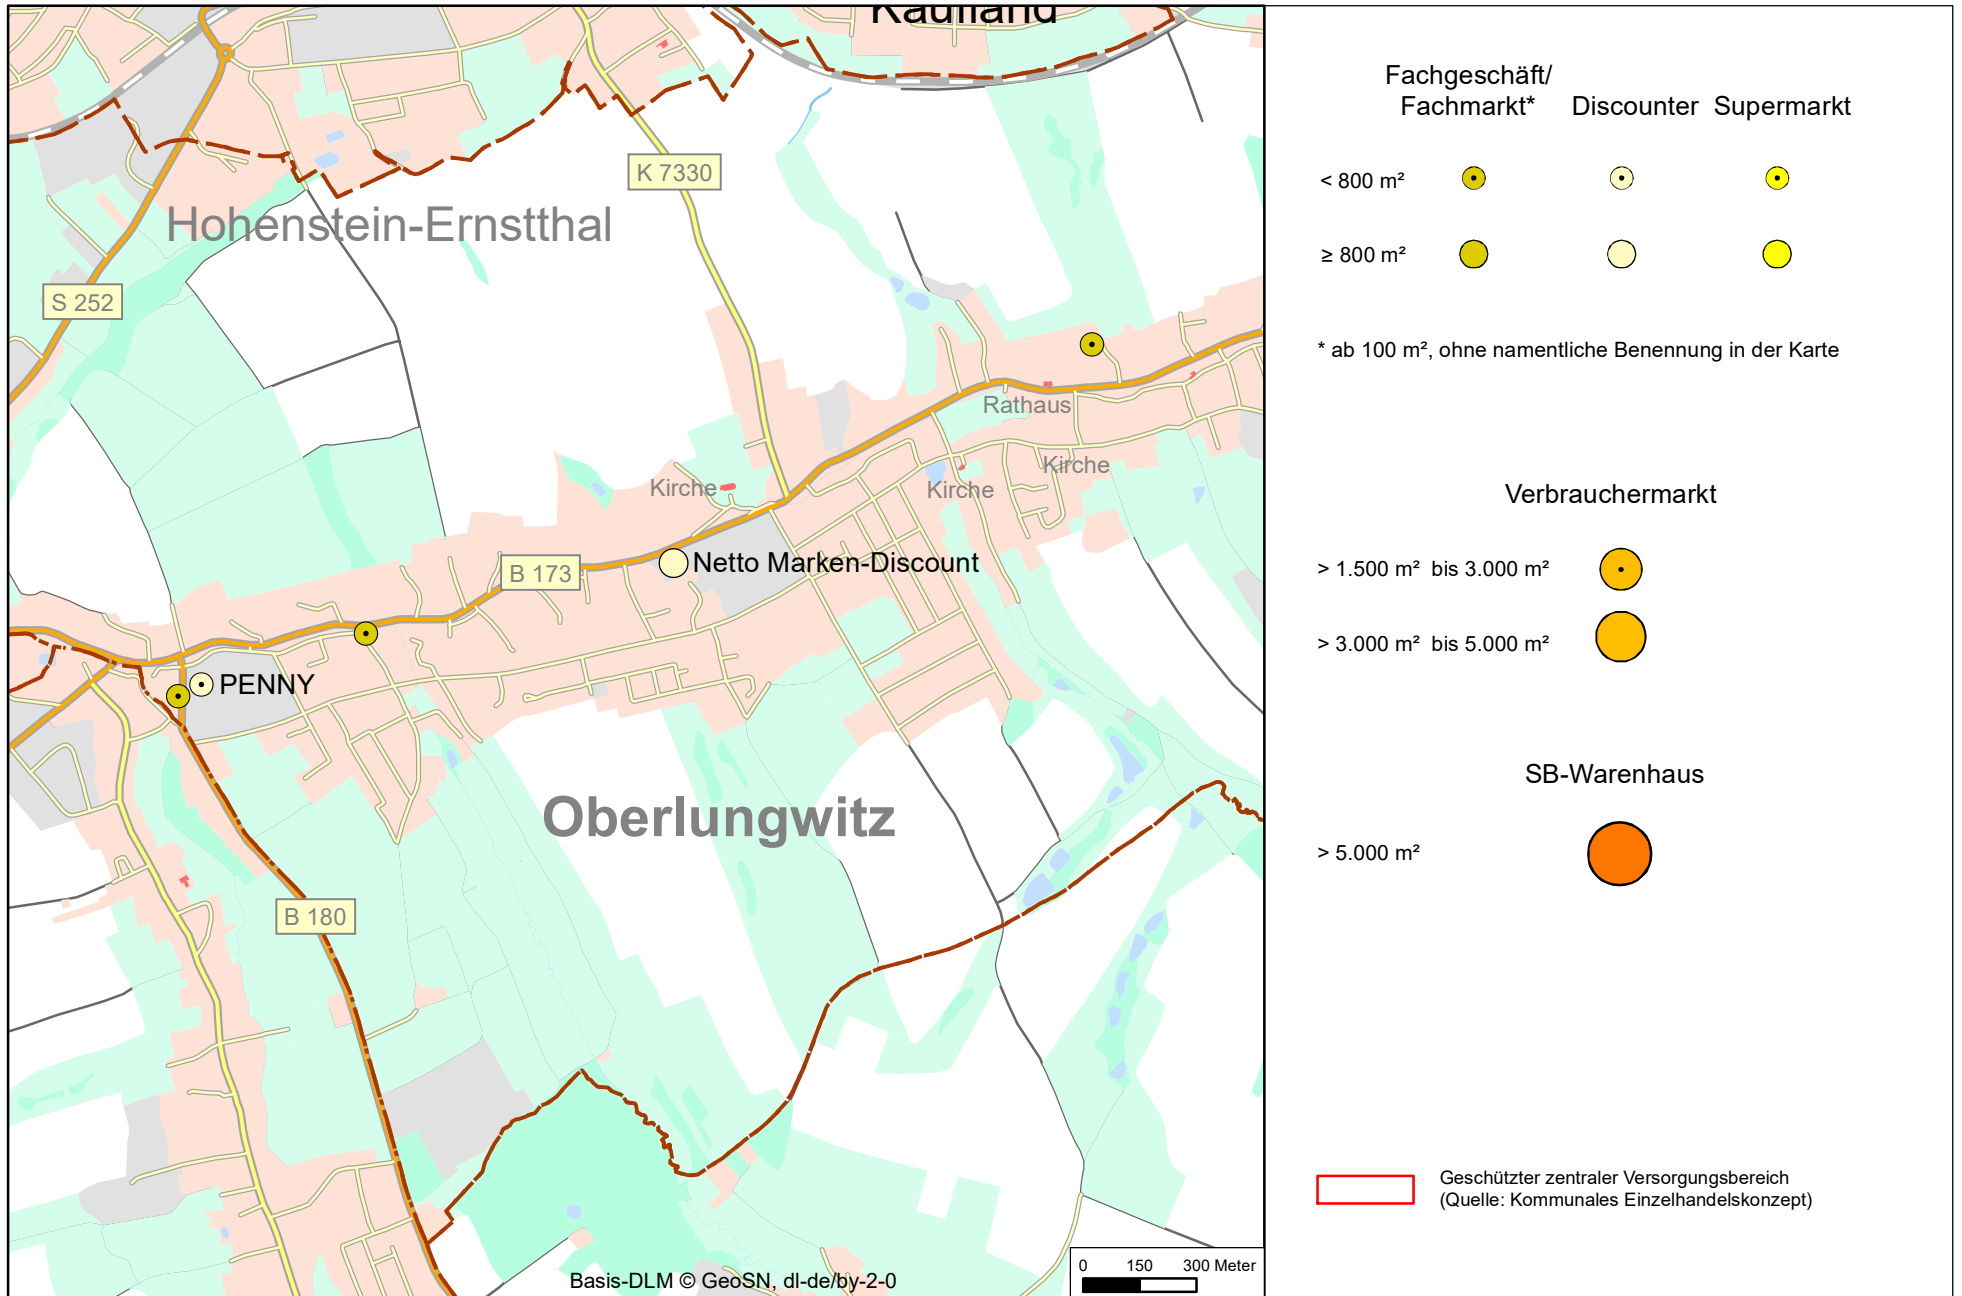 Kaufland
K 7330
Hohenstein-Ernstthal
S 252
Rathaus
Kirche
Kirche
Kirche
B 173
Netto Marken-Discount
PENNY
Oberlungwitz
B 180
Basis-DLM © GeoSN, dl-de/by-2-0
0 150 300 Meter
Fachgeschäft/
Fachmarkt* Discounter Supermarkt
< 800 m²
≥ 800 m²
* ab 100 m², ohne namentliche Benennung in der Karte
Verbrauchermarkt
> 1.500 m² bis 3.000 m²
> 3.000 m² bis 5.000 m²
SB-Warenhaus
> 5.000 m²
Geschützter zentraler Versorgungsbereich
(Quelle: Kommunales Einzelhandelskonzept)